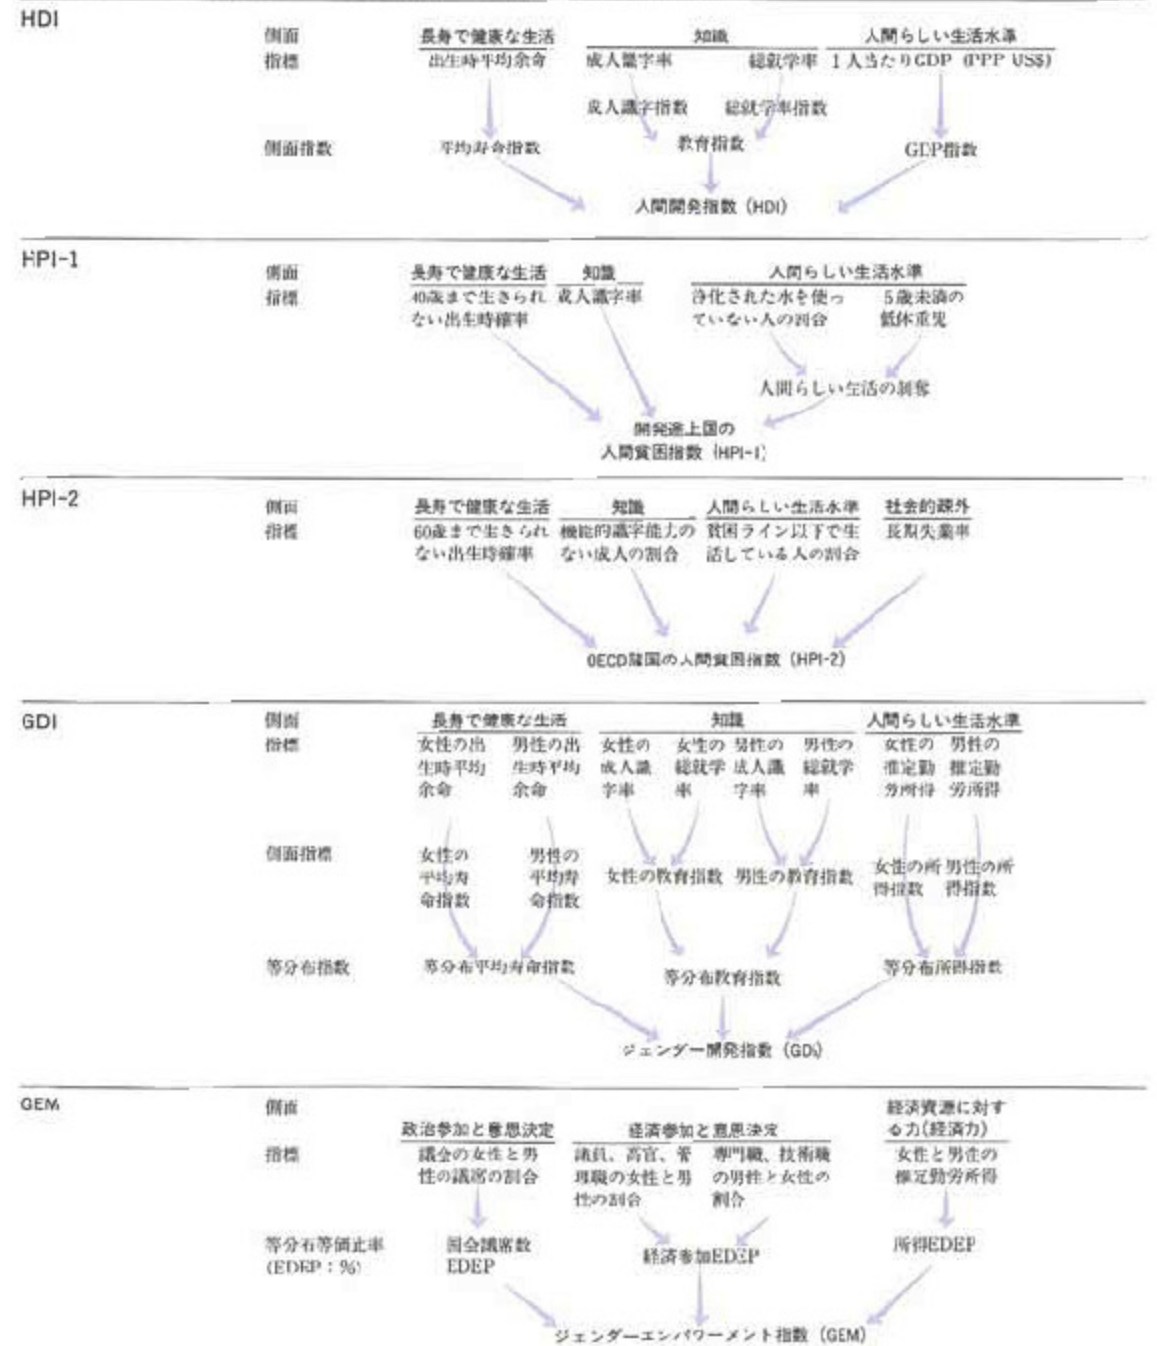 HDI
側面 長寿で健康な生活 知識 人間らしい生活水準
指標 出生時平均余命 成人識字率 総就学率 1人当たりGDP (PPP US$)
成人識字指数 総就学率指数
側面指数 平均寿命指数 教育指数 GDP指数
人間開発指数 (HDI)
HPI-1
側面 長寿で健康な生活 知識 人間らしい生活水準
指標 40歳まで生きられ 成人識字率 浄化された水を使っ 5歳未満の
ない出生時確率 ていない人の割合 低体重児
人間らしい生活の剥奪
開発途上国の
人間貧困指数 (HPI-1)
HPI-2
側面 長寿で健康な生活 知識 人間らしい生活水準 社会的疎外
指標 60歳まで生きられ 機能的識字能力の 貧困ライン以下で生 長期失業率
ない出生時確率 ない成人の割合 活している人の割合
OECD諸国の人間貧困指数 (HPI-2)
GDI
側面 長寿で健康な生活 知識 人間らしい生活水準
指標 女性の出 男性の出 女性の 女性の 男性の 男性の 女性の 男性の
生時平均 生時平均 成人識 総就学 成人識 総就学 推定勤 推定勤
余命 余命 字率 率 字率 率 労所得 労所得
側面指標 女性の 男性の
平均寿 平均寿 女性の教育指数 男性の教育指数 女性の所 男性の所
命指数 命指数 得指数 得指数
等分布指数 等分布平均寿命指数 等分布教育指数 等分布所得指数
ジェンダー開発指数 (GDI)
GEM
側面 経済資源に対す
政治参加と意思決定 経済参加と意思決定 る力(経済力)
指標 議会の女性と男 議員、高官、管 専門職、技術職 女性と男性の
性の議席の割合 理職の女性と男 の男性と女性の 推定勤労所得
性の割合 割合
等分布等価比率 国会議席数 経済参加EDEP 所得EDEP
(EDEP：%) EDEP
ジェンダーエンパワーメント指数 (GEM)